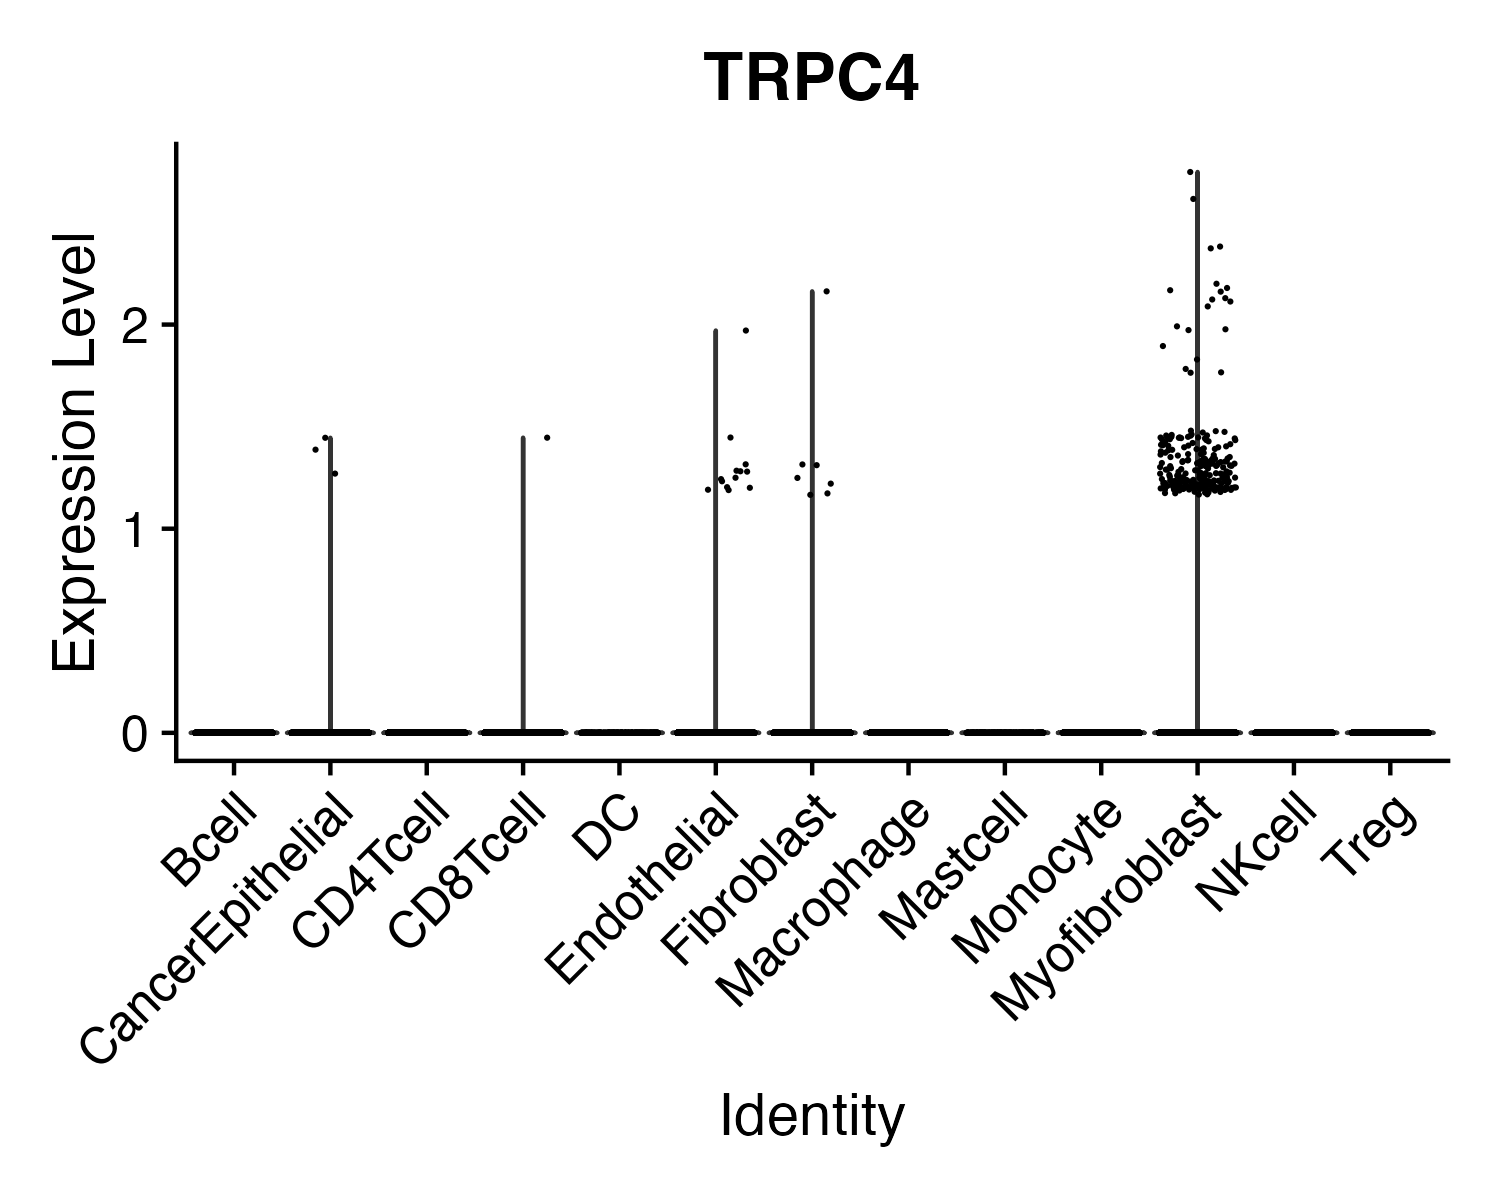 TRPC4
Expression Level
2
1
0
Bcell
CancerEpithelial
CD4Tcell
CD8Tcell
DC
Endothelial
Fibroblast
Macrophage
Mastcell
Monocyte
Myofibroblast
NKcell
Treg
Identity